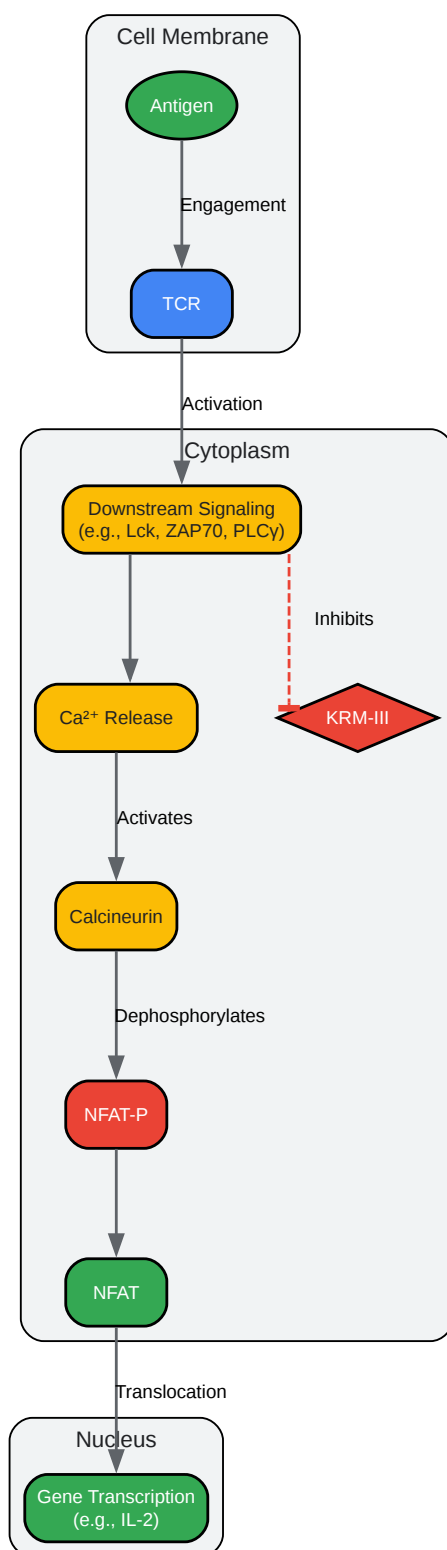 Cell Membrane
Antigen
Engagement
TCR
Activation
Cytoplasm
Downstream Signaling
(e.g., Lck, ZAP70, PLCγ)
Inhibits
Ca²⁺ Release
KRM-III
Activates
Calcineurin
Dephosphorylates
NFAT-P
NFAT
Translocation
Nucleus
Gene Transcription
(e.g., IL-2)